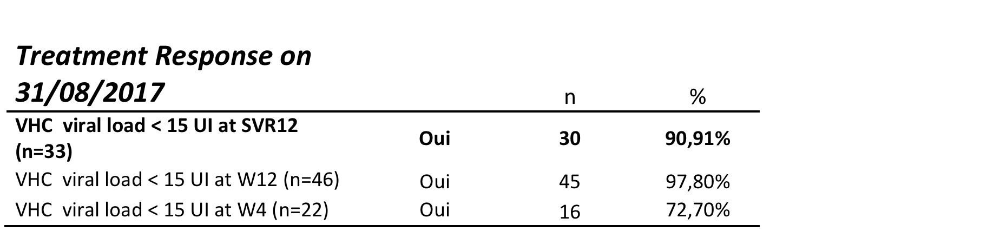 Treatment Response on
31/08/2017 n %
VHC viral load < 15 UI at SVR12
(n=33) Oui 30 90,91%
VHC viral load < 15 UI at W12 (n=46) Oui 45 97,80%
VHC viral load < 15 UI at W4 (n=22) Oui 16 72,70%